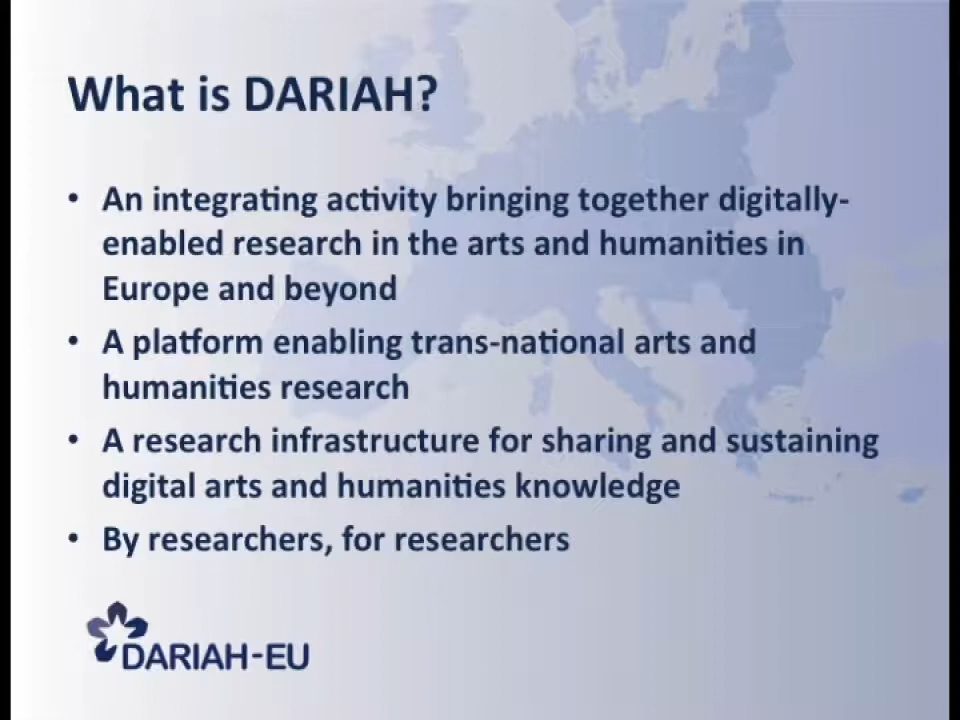 What is DARIAH?
• An integrating activity bringing together digitally-
enabled research in the arts and humanities in
Europe and beyond
• A platform enabling trans-national arts and
humanities research
• A research infrastructure for sharing and sustaining
digital arts and humanities knowledge
• By researchers, for researchers
DARIAH-EU